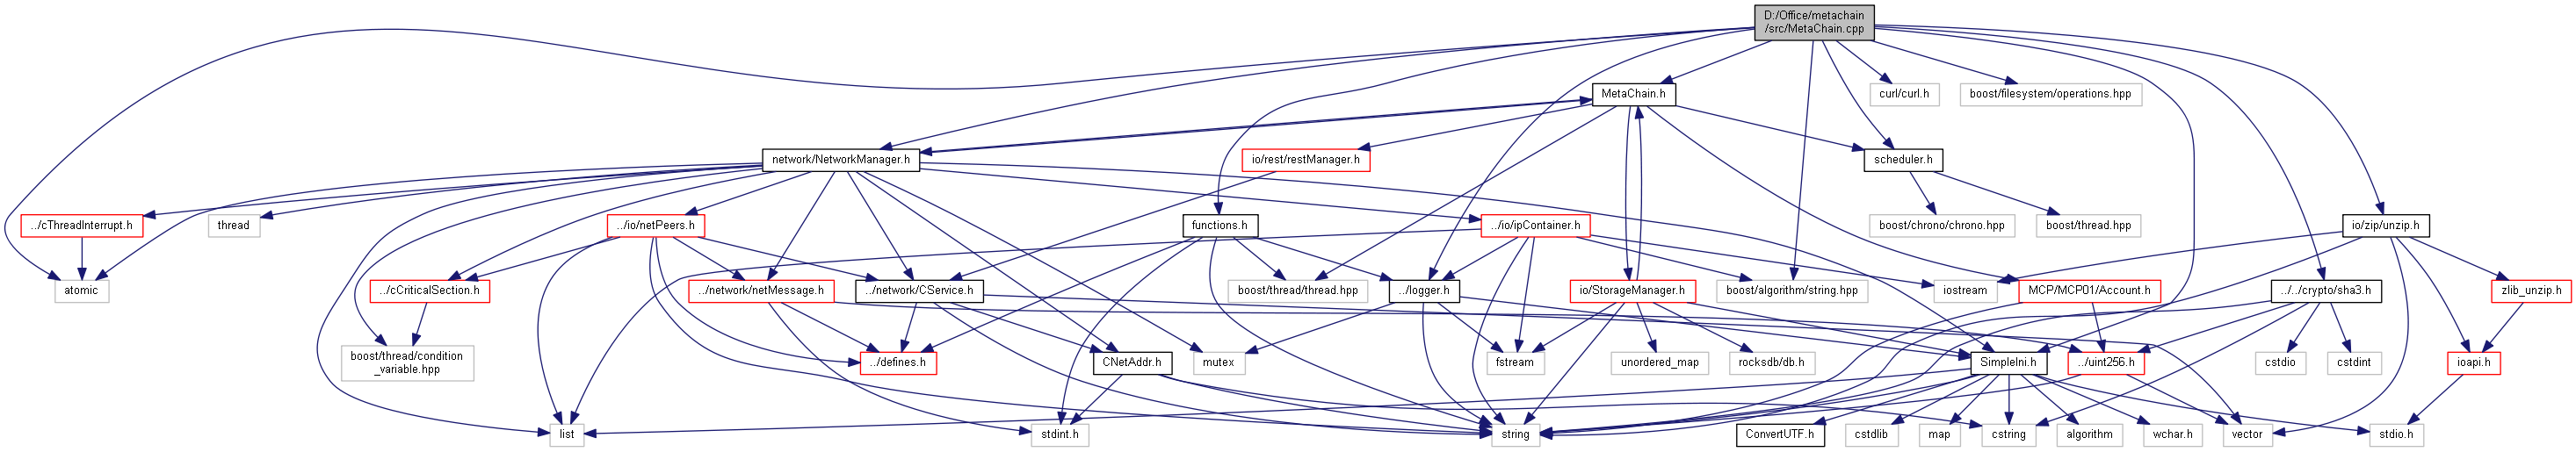 D:/Office/metachain
/src/MetaChain.cpp
MetaChain.h
curl/curl.h
boost/filesystem/operations.hpp
network/NetworkManager.h
io/rest/restManager.h
scheduler.h
../cThreadInterrupt.h
thread
../io/netPeers.h
functions.h
../io/ipContainer.h
boost/chrono/chrono.hpp
boost/thread.hpp
io/zip/unzip.h
atomic
../cCriticalSection.h
../network/netMessage.h
../network/CService.h
boost/thread/thread.hpp
../logger.h
io/StorageManager.h
boost/algorithm/string.hpp
iostream
MCP/MCP01/Account.h
../../crypto/sha3.h
zlib_unzip.h
boost/thread/condition
_variable.hpp
../defines.h
CNetAddr.h
mutex
fstream
unordered_map
rocksdb/db.h
SimpleIni.h
../uint256.h
cstdio
cstdint
ioapi.h
list
stdint.h
string
ConvertUTF.h
cstdlib
map
cstring
algorithm
wchar.h
vector
stdio.h